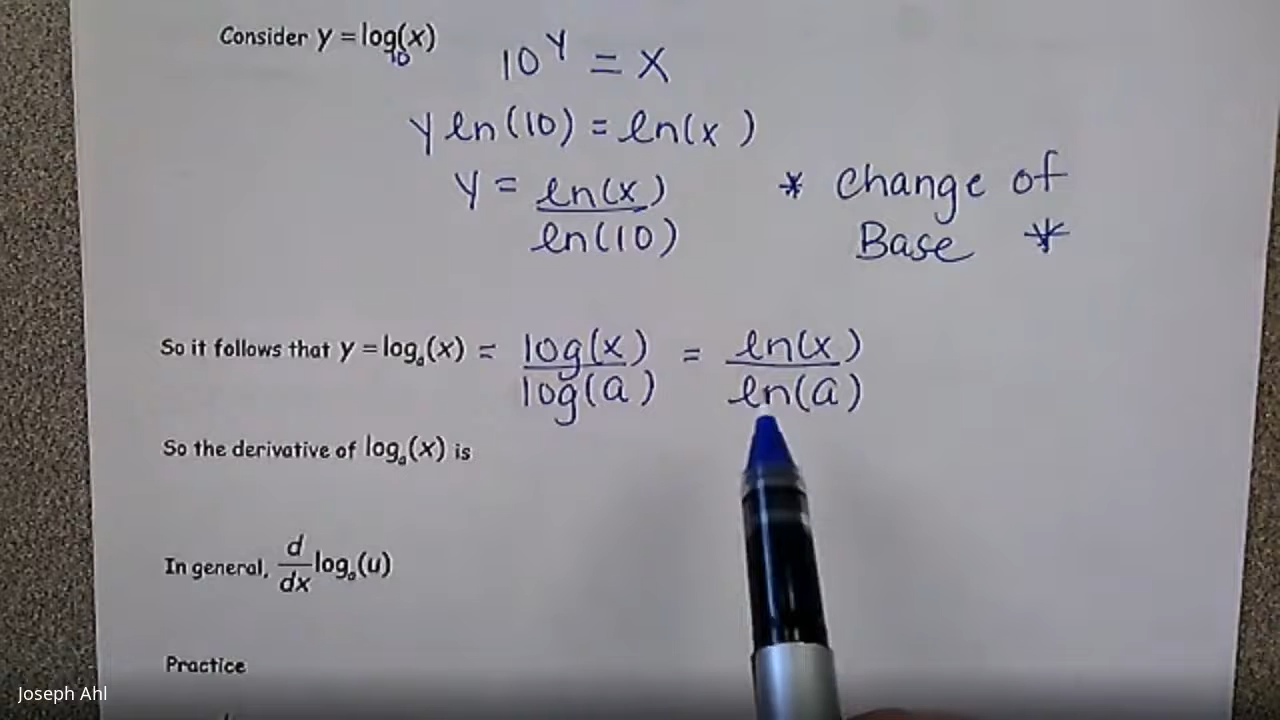 Consider y = log₁₀(x)
10^y = x
y ln(10) = ln(x)
y = ln(x)/ln(10)
* Change of
Base *
So it follows that y = logₐ(x) = log(x)/log(a) = ln(x)/ln(a)
So the derivative of logₐ(x) is
In general, d/dx logₐ(u)
Practice
Joseph Ahl